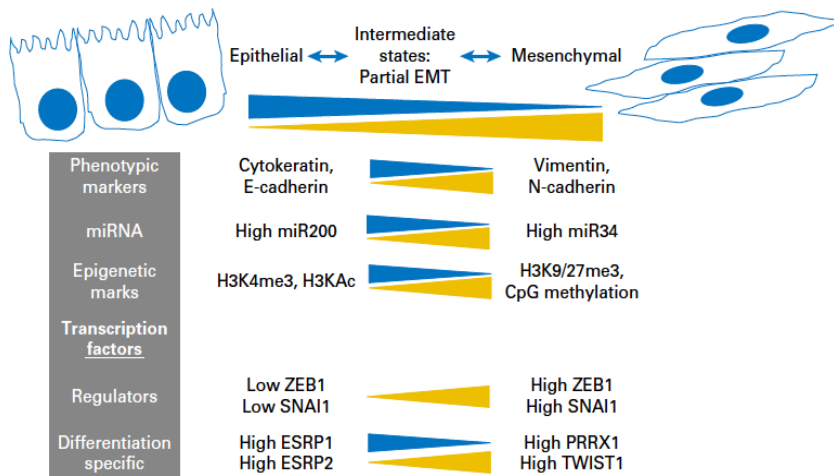 Epithelial
Intermediate
states:
Partial EMT
Mesenchymal
Phenotypic
markers
Cytokeratin,
E-cadherin
Vimentin,
N-cadherin
miRNA
High miR200
High miR34
Epigenetic
marks
H3K4me3, H3KAc
H3K9/27me3,
CpG methylation
Transcription
factors
Regulators
Low ZEB1
Low SNAI1
High ZEB1
High SNAI1
Differentiation
specific
High ESRP1
High ESRP2
High PRRX1
High TWIST1